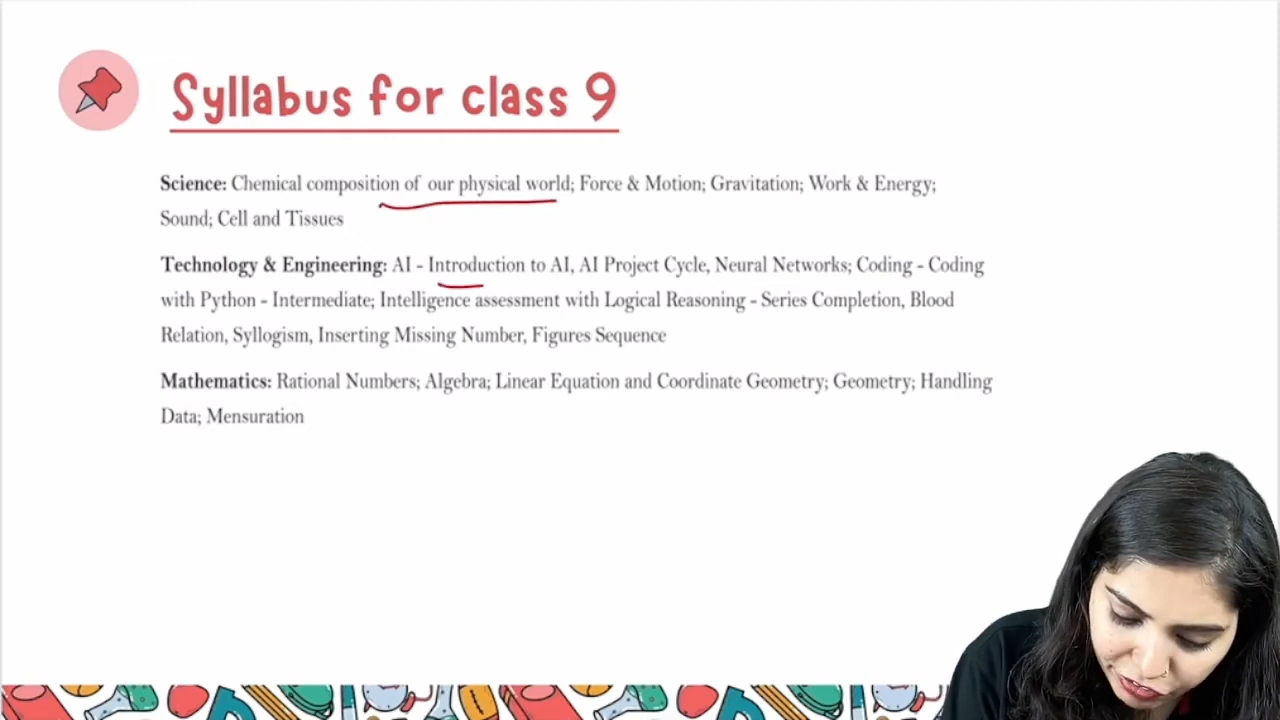 Syllabus for class 9
Science: Chemical composition of our physical world; Force & Motion; Gravitation; Work & Energy;
Sound; Cell and Tissues
Technology & Engineering: AI - Introduction to AI, AI Project Cycle, Neural Networks; Coding - Coding
with Python - Intermediate; Intelligence assessment with Logical Reasoning - Series Completion, Blood
Relation, Syllogism, Inserting Missing Number, Figures Sequence
Mathematics: Rational Numbers; Algebra; Linear Equation and Coordinate Geometry; Geometry; Handling
Data; Mensuration